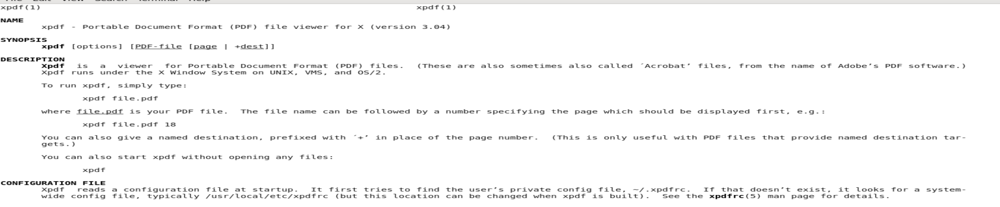 File Edit View Search Terminal Help
xpdf(1) xpdf(1)
NAME
xpdf - Portable Document Format (PDF) file viewer for X (version 3.04)
SYNOPSIS
xpdf [options] [PDF-file [page | +dest]]
DESCRIPTION
Xpdf is a viewer for Portable Document Format (PDF) files. (These are also sometimes also called ´Acrobat’ files, from the name of Adobe’s PDF software.)
Xpdf runs under the X Window System on UNIX, VMS, and OS/2.
To run xpdf, simply type:
xpdf file.pdf
where file.pdf is your PDF file. The file name can be followed by a number specifying the page which should be displayed first, e.g.:
xpdf file.pdf 18
You can also give a named destination, prefixed with ´+’ in place of the page number. (This is only useful with PDF files that provide named destination tar-
gets.)
You can also start xpdf without opening any files:
xpdf
CONFIGURATION FILE
Xpdf reads a configuration file at startup. It first tries to find the user’s private config file, ~/.xpdfrc. If that doesn’t exist, it looks for a system-
wide config file, typically /usr/local/etc/xpdfrc (but this location can be changed when xpdf is built). See the xpdfrc(5) man page for details.